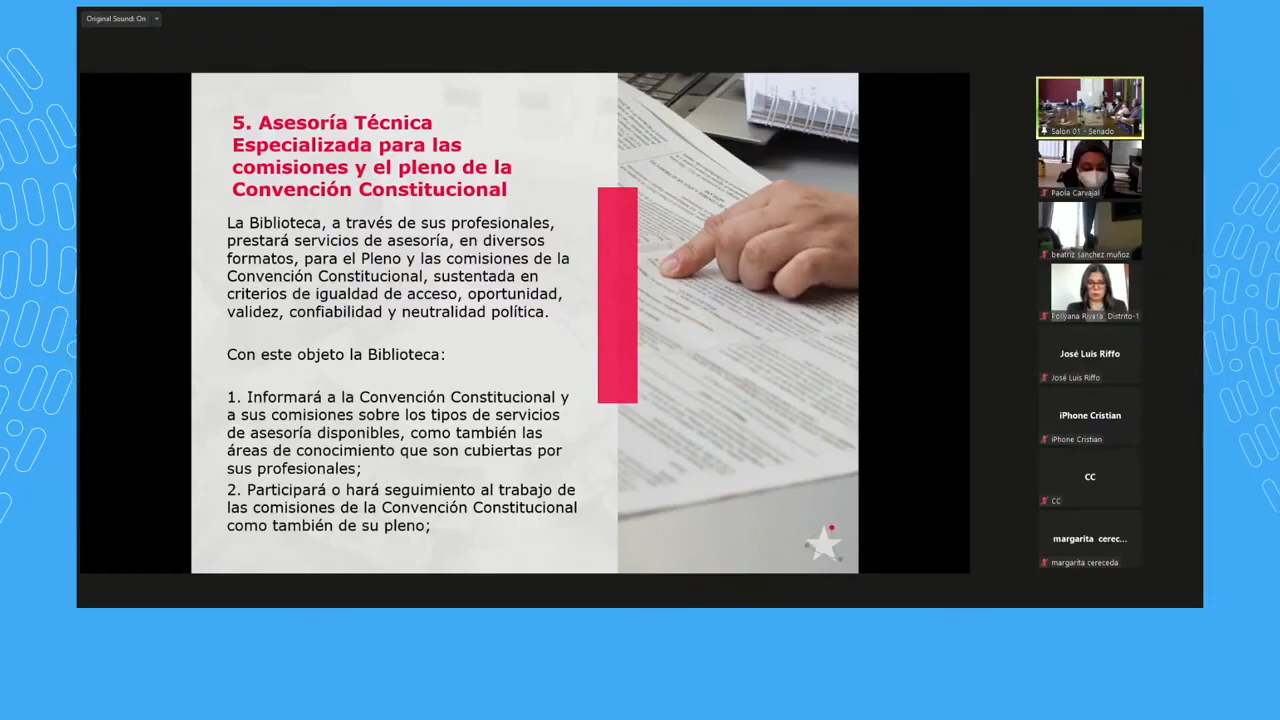 Original Sound: On
5. Asesoría Técnica
Especializada para las
comisiones y el pleno de la
Convención Constitucional
La Biblioteca, a través de sus profesionales,
prestará servicios de asesoría, en diversos
formatos, para el Pleno y las comisiones de la
Convención Constitucional, sustentada en
criterios de igualdad de acceso, oportunidad,
validez, confiabilidad y neutralidad política.
Con este objeto la Biblioteca:
1. Informará a la Convención Constitucional y
a sus comisiones sobre los tipos de servicios
de asesoría disponibles, como también las
áreas de conocimiento que son cubiertas por
sus profesionales;
2. Participará o hará seguimiento al trabajo de
las comisiones de la Convención Constitucional
como también de su pleno;
Salon 01 - Senado
Paola Carvajal
beatriz sanchez muñoz
Pollyana Rivera Distrito-1
José Luis Riffo
José Luis Riffo
iPhone Cristian
iPhone Cristian
CC
CC
margarita cerec...
margarita cereceda